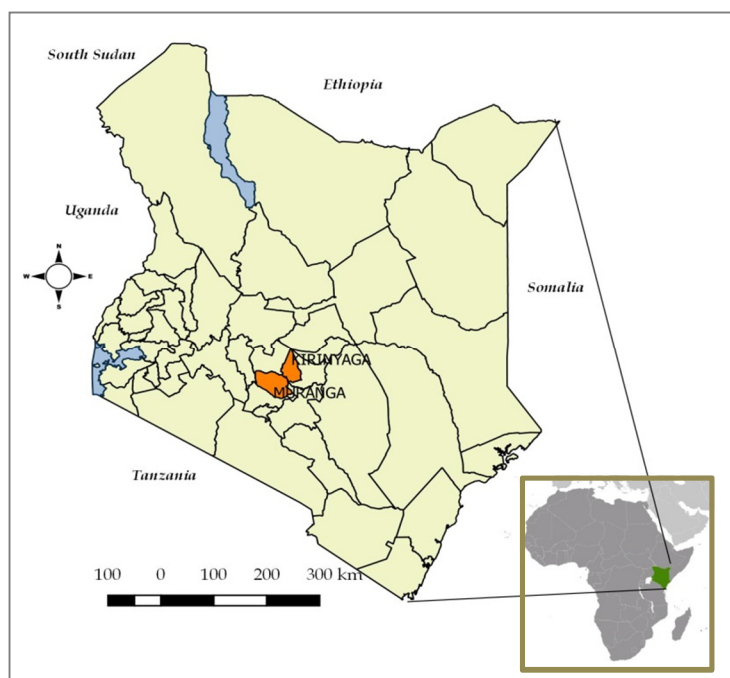 South Sudan
Ethiopia
Uganda
N
W E
S
Somalia
KIRINYAGA
MURANGA
Tanzania
100 0 100 200 300 km